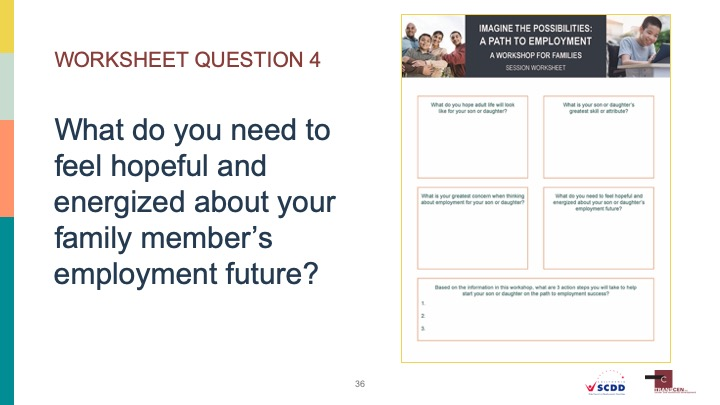 WORKSHEET QUESTION 4
What do you need to
feel hopeful and
energized about your
family member’s
employment future?
IMAGINE THE POSSIBILITIES:
A PATH TO EMPLOYMENT
A WORKSHOP FOR FAMILIES
SESSION WORKSHEET
What do you hope adult life will look
like for your son or daughter?
What is your son or daughter's
greatest skill or attribute?
What is your greatest concern when thinking
about employment for your son or daughter?
What do you need to feel hopeful and
energized about your son or daughter's
employment future?
Based on the information in this workshop, what are 3 action steps you will take to help
start your son or daughter on the path to employment success?
1.
2.
3.
36
SCDD